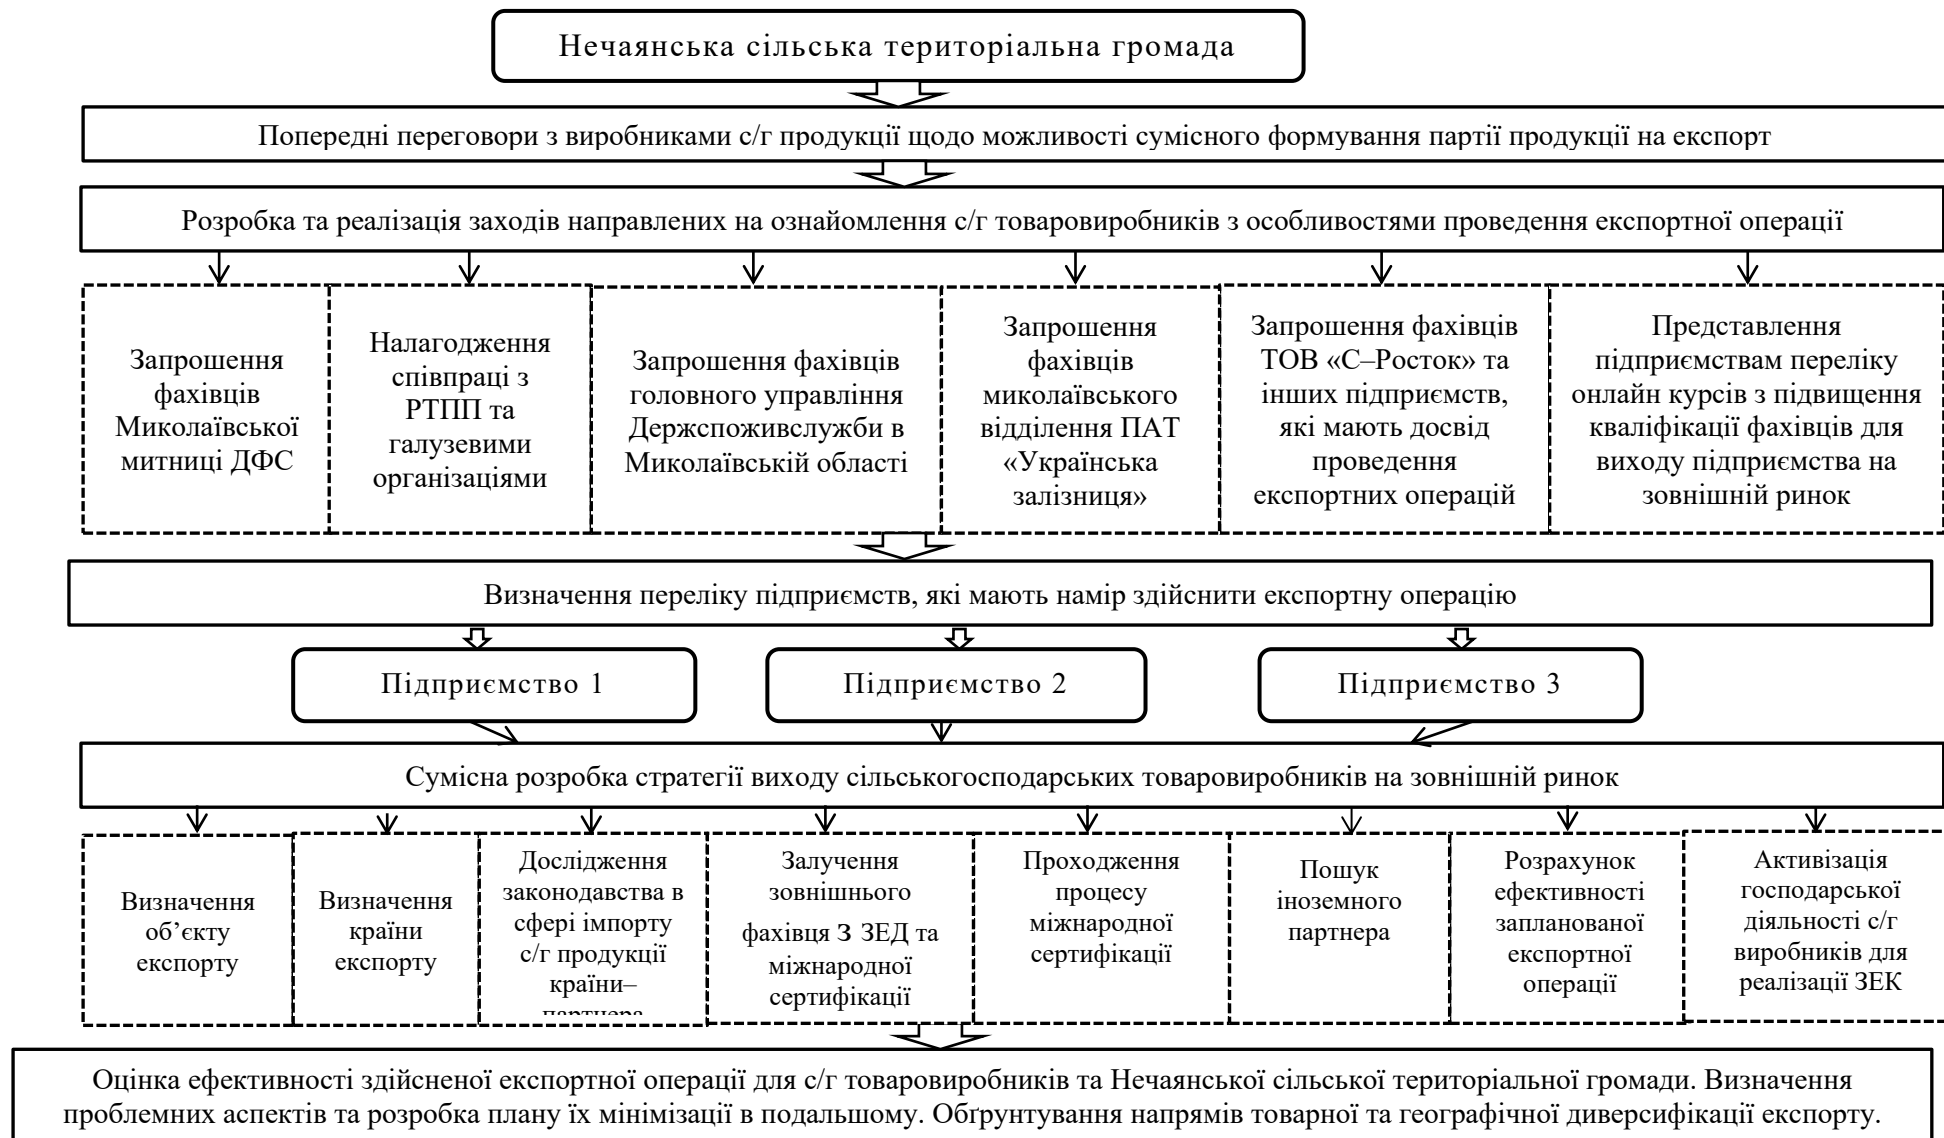 Нечаянська сільська територіальна громада
Попередні переговори з виробниками с/г продукції щодо можливості сумісного формування партії продукції на експорт
Розробка та реалізація заходів направлених на ознайомлення с/г товаровиробників з особливостями проведення експортної операції
Запрошення
фахівців
Миколаївської
митниці ДФС
Налагодження
співпраці з
РТПП та
галузевими
організаціями
Запрошення фахівців
головного управління
Держспоживслужби в
Миколаївській області
Запрошення
фахівців
миколаївського
відділення ПАТ
«Українська
залізниця»
Запрошення фахівців
ТОВ «С–Росток» та
інших підприємств,
які мають досвід
проведення
експортних операцій
Представлення
підприємствам переліку
онлайн курсів з підвищення
кваліфікації фахівців для
виходу підприємства на
зовнішній ринок
Визначення переліку підприємств, які мають намір здійснити експортну операцію
Підприємство 1
Підприємство 2
Підприємство 3
Сумісна розробка стратегії виходу сільськогосподарських товаровиробників на зовнішній ринок
Визначення
об’єкту
експорту
Визначення
країни
експорту
Дослідження
законодавства в
сфері імпорту
с/г продукції
країни–
партнера
Залучення
зовнішнього
фахівця з ЗЕД та
міжнародної
сертифікації
Проходження
процесу
міжнародної
сертифікації
Пошук
іноземного
партнера
Розрахунок
ефективності
запланованої
експортної
операції
Активізація
господарської
діяльності с/г
виробників для
реалізації ЗЕК
Оцінка ефективності здійсненої експортної операції для с/г товаровиробників та Нечаянської сільської територіальної громади. Визначення
проблемних аспектів та розробка плану їх мінімізації в подальшому. Обґрунтування напрямів товарної та географічної диверсифікації експорту.